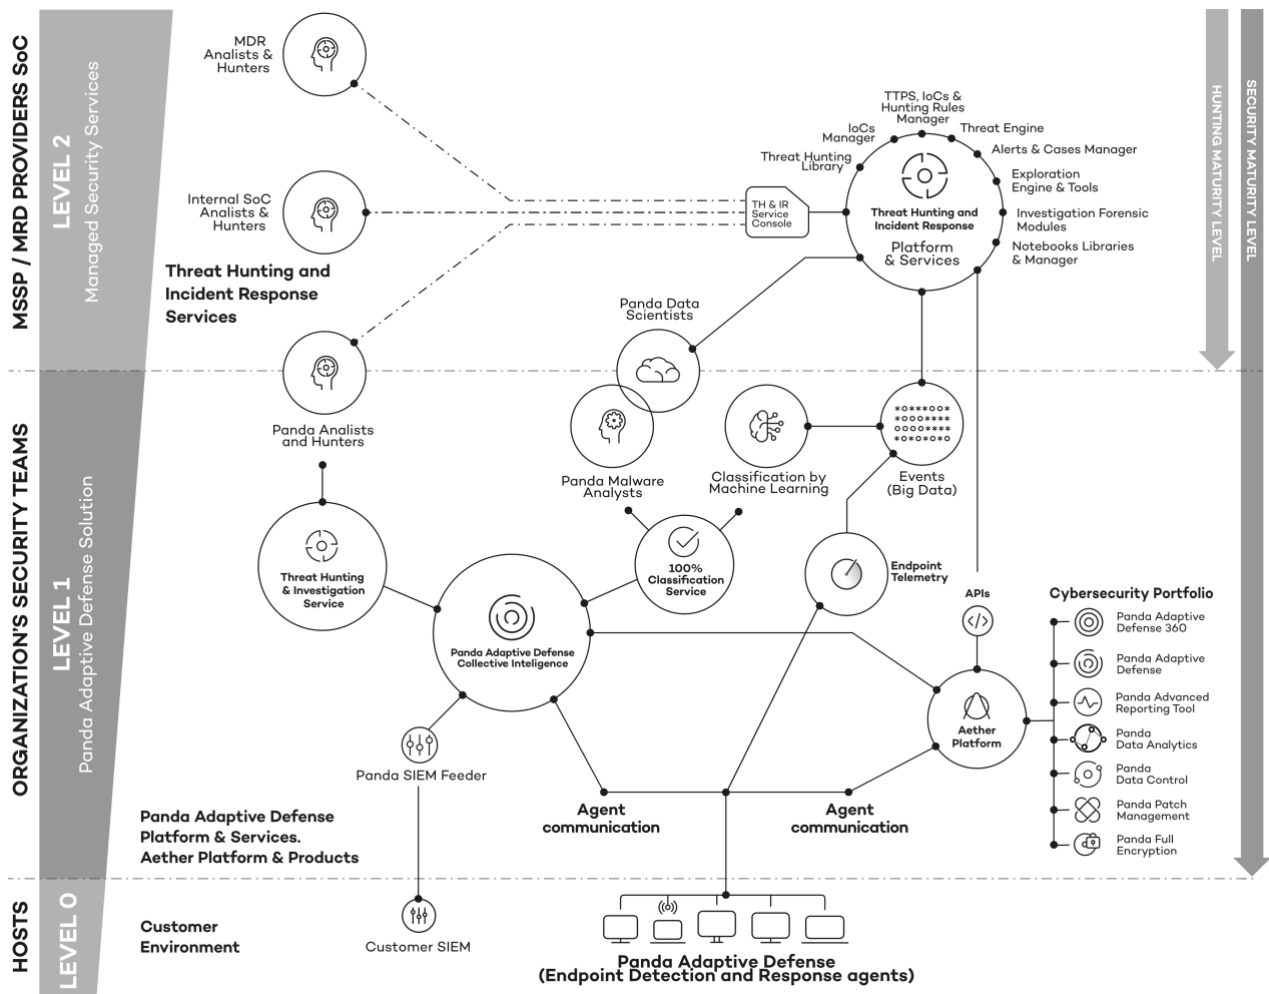 MSSP / MRD PROVIDERS SoC
LEVEL 2
Managed Security Services
MDR
Analists &
Hunters
Internal SoC
Analists &
Hunters
Threat Hunting and
Incident Response
Services
TH & IR
Service
Console
Threat Hunting
Library
IoCs
Manager
TTPS, IoCs &
Hunting Rules
Manager
Threat Engine
Alerts & Cases Manager
Exploration
Engine & Tools
Investigation Forensic
Modules
Notebooks Libraries
& Manager
Threat Hunting and
Incident Response
Platform
& Services
HUNTING MATURITY LEVEL
SECURITY MATURITY LEVEL
Panda Data
Scientists
ORGANIZATION'S SECURITY TEAMS
LEVEL 1
Panda Adaptive Defense Solution
Panda Analists
and Hunters
Panda Malware
Analysts
Classification by
Machine Learning
*O***OO*
*OOO****
OOOO****
*O*O*O*O
Events
(Big Data)
Threat Hunting
& Investigation
Service
100%
Classification
Service
Endpoint
Telemetry
Panda Adaptive Defense
Collective Inteligence
APIs
</>
Aether
Platform
Cybersecurity Portfolio
Panda Adaptive
Defense 360
Panda Adaptive
Defense
Panda Advanced
Reporting Tool
Panda
Data Analytics
Panda
Data Control
Panda Patch
Management
Panda Full
Encryption
Panda SIEM Feeder
Agent
communication
Agent
communication
Panda Adaptive Defense
Platform & Services.
Aether Platform & Products
HOSTS
LEVEL 0
Customer
Environment
Customer SIEM
Panda Adaptive Defense
(Endpoint Detection and Response agents)